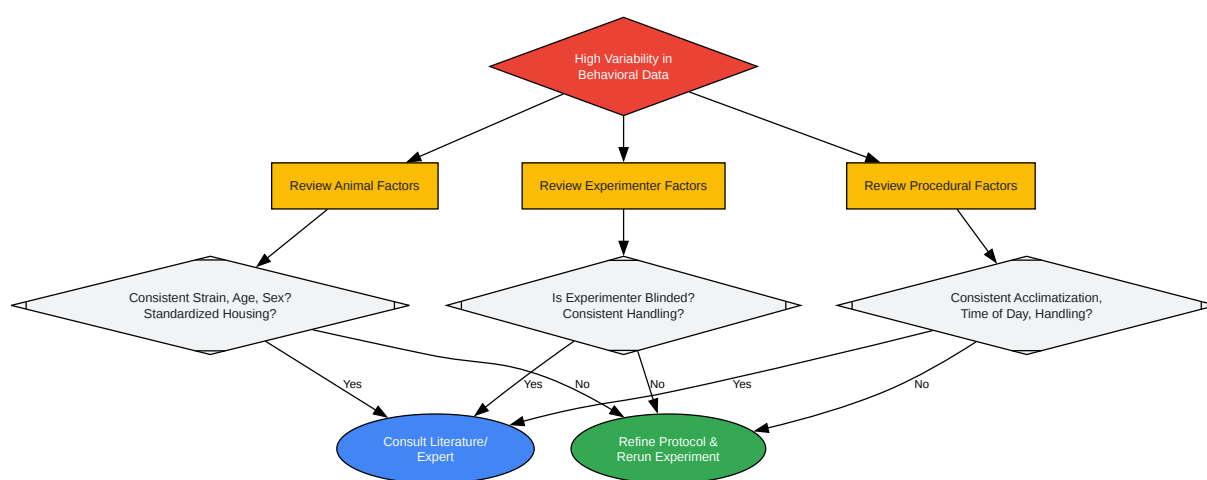 High Variability in
Behavioral Data
Review Animal Factors
Review Experimenter Factors
Review Procedural Factors
Consistent Strain, Age, Sex?
Standardized Housing?
Is Experimenter Blinded?
Consistent Handling?
Consistent Acclimatization,
Time of Day, Handling?
Yes
No
Yes
No
Yes
No
Consult Literature/
Expert
Refine Protocol &
Rerun Experiment